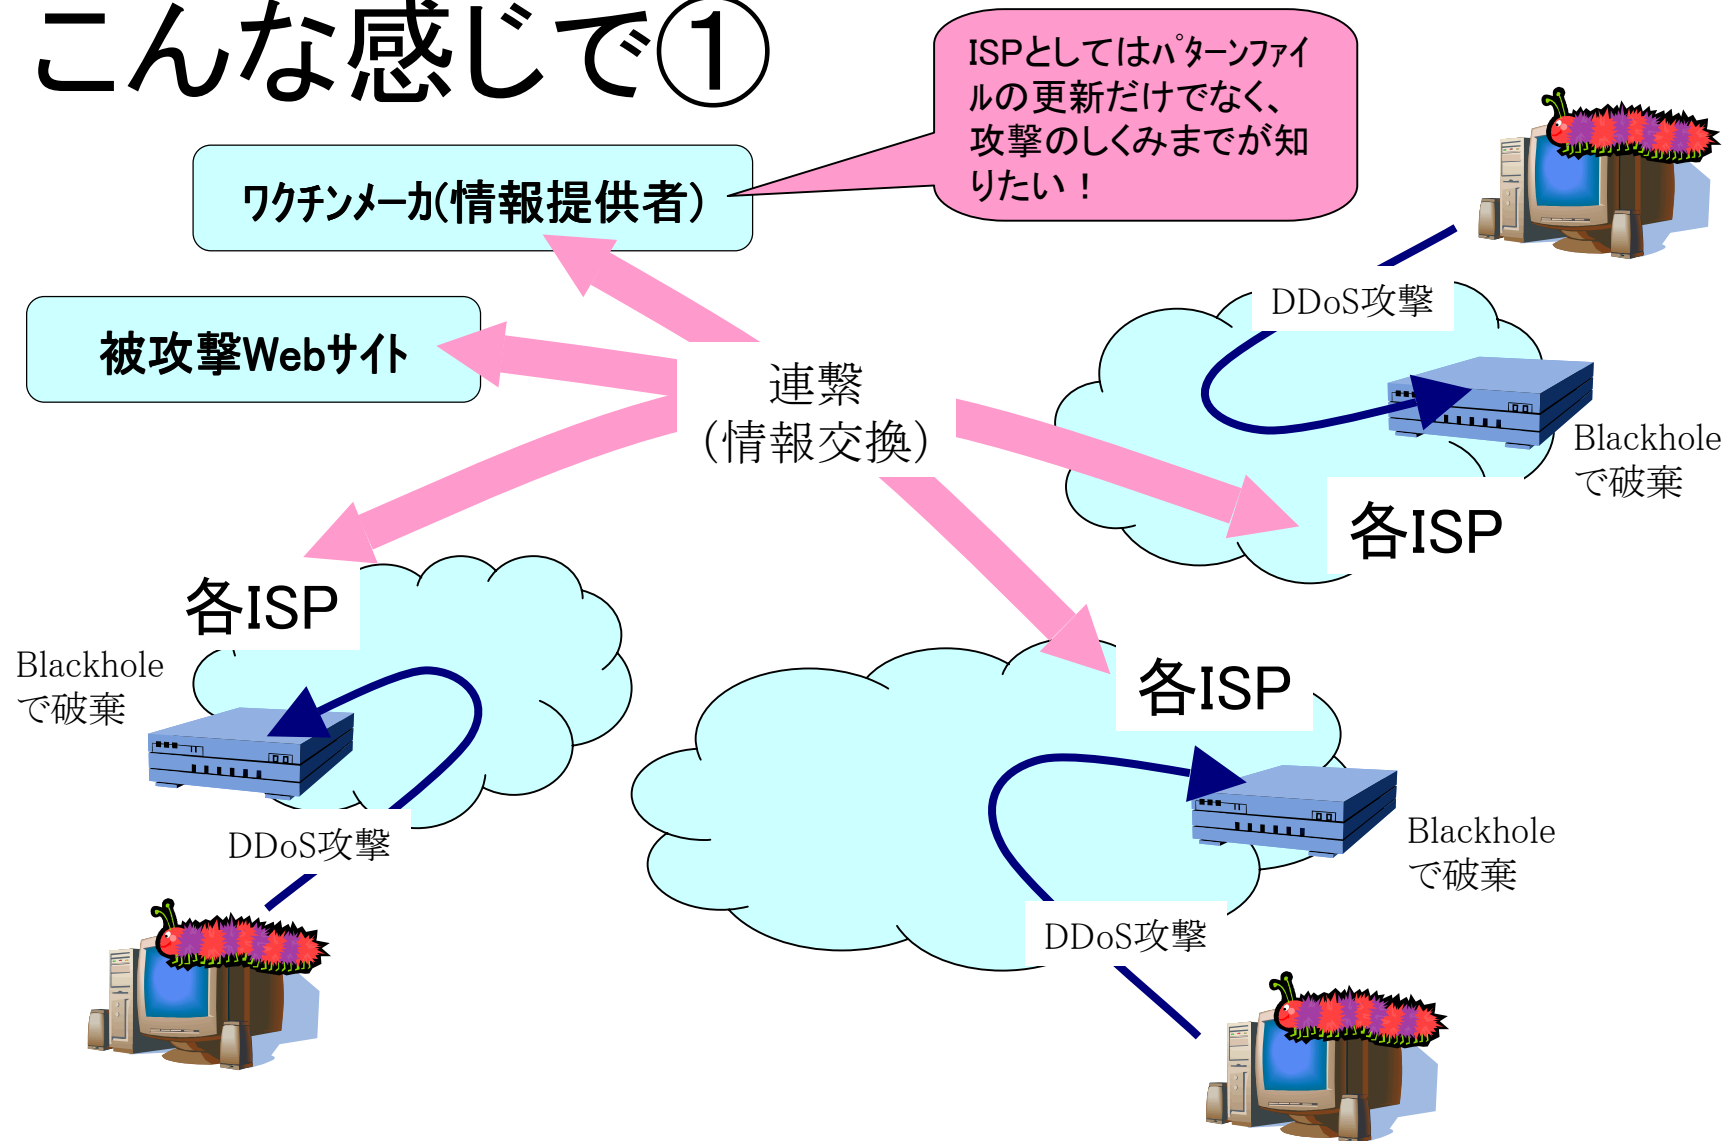 こんな感じで①
ISPとしてはﾊﾟﾀｰﾝﾌｧｲ
ﾙの更新だけでなく、
攻撃のしくみまでが知
りたい！
ﾜｸﾁﾝﾒｰｶ(情報提供者)
DDoS攻撃
被攻撃Webｻｲﾄ
連繋
(情報交換)
Blackhole
で破棄
各ISP
各ISP
Blackhole
で破棄
各ISP
DDoS攻撃
Blackhole
で破棄
DDoS攻撃